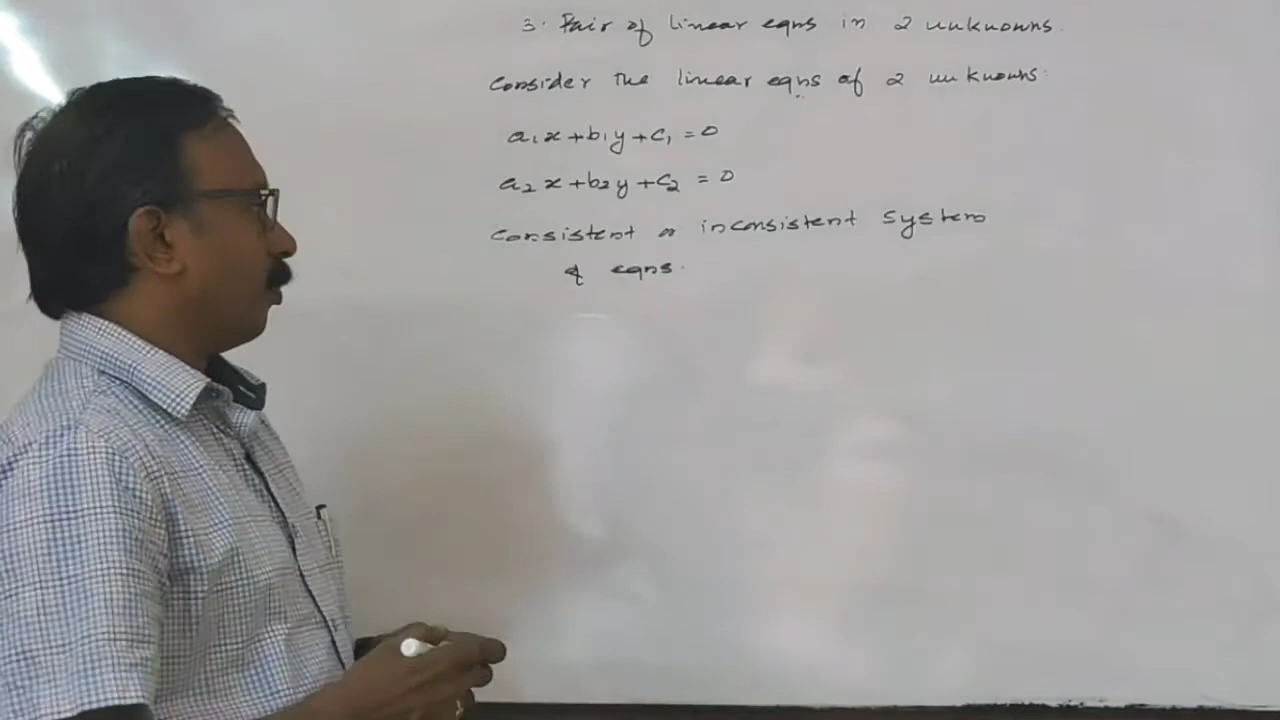 3. Pair of linear eqns in 2 unknowns.
Consider the linear eqns of 2 unknowns.
a₁x + b₁y + c₁ = 0
a₂x + b₂y + c₂ = 0
Consistent or inconsistent system
of eqns.